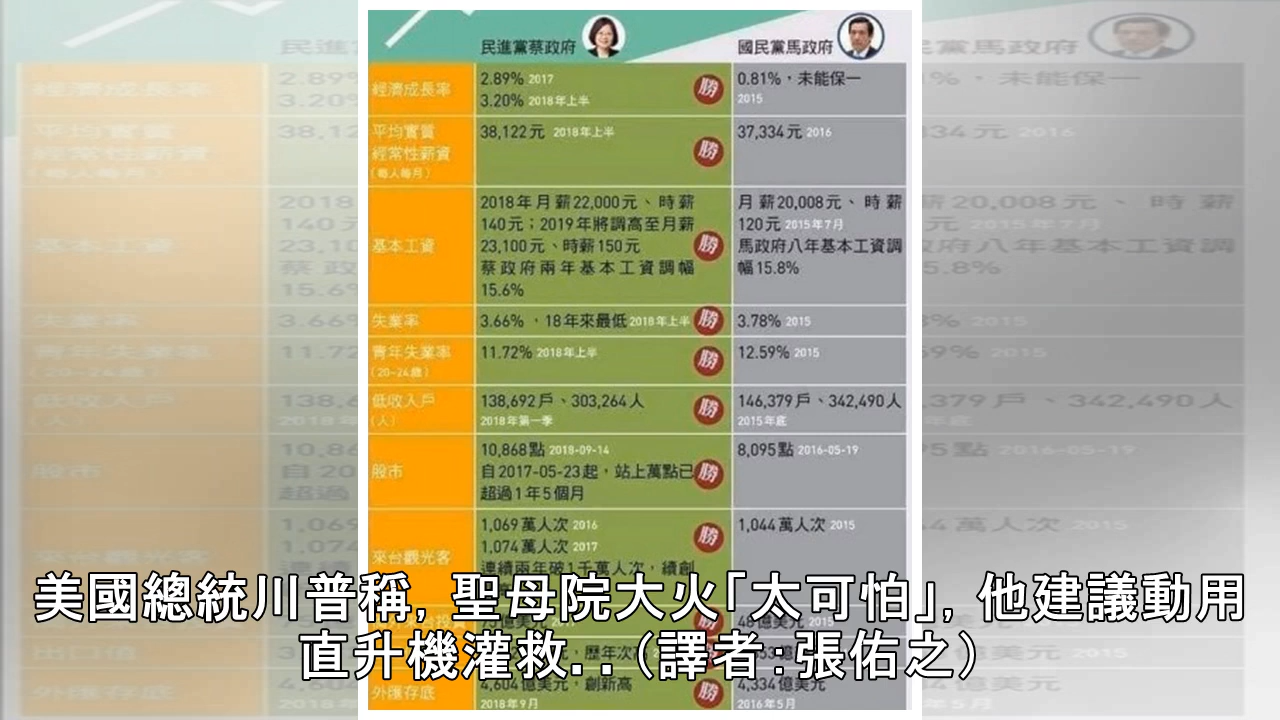 民進黨蔡政府
國民黨馬政府
經濟成長率
2.89% 2017
3.20% 2018年上半
勝
0.81%，未能保一
2015
平均實質
經常性薪資
(每人每月)
38,122元 2018年上半
勝
37,334元 2016
基本工資
2018年月薪22,000元、時薪
140元；2019年將調高至月薪
23,100元、時薪150元
蔡政府兩年基本工資調幅
15.6%
勝
月薪20,008元、時薪
120元 2015年7月
馬政府八年基本工資調
幅15.8%
失業率
3.66%，18年來最低 2018年上半
勝
3.78% 2015
青年失業率
(20-24歲)
11.72% 2018年上半
勝
12.59% 2015
低收入戶
(人)
138,692戶、303,264人
2018年第一季
勝
146,379戶、342,490人
2015年底
股市
10,868點 2018-09-14
自2017-05-23起，站上萬點已
超過1年5個月
勝
8,095點 2016-05-19
來台觀光客
1,069萬人次 2016
1,074萬人次 2017
連續兩年破1千萬人次，續創
勝
1,044萬人次 2015
美國總統川普稱, 聖母院大火「太可怕」, 他建議動用
直升機灌救. . (譯者:張佑之)
48億美元 2015
勝
外匯存底
4,604億美元，創新高
2018年9月
勝
4,334億美元
2016年5月